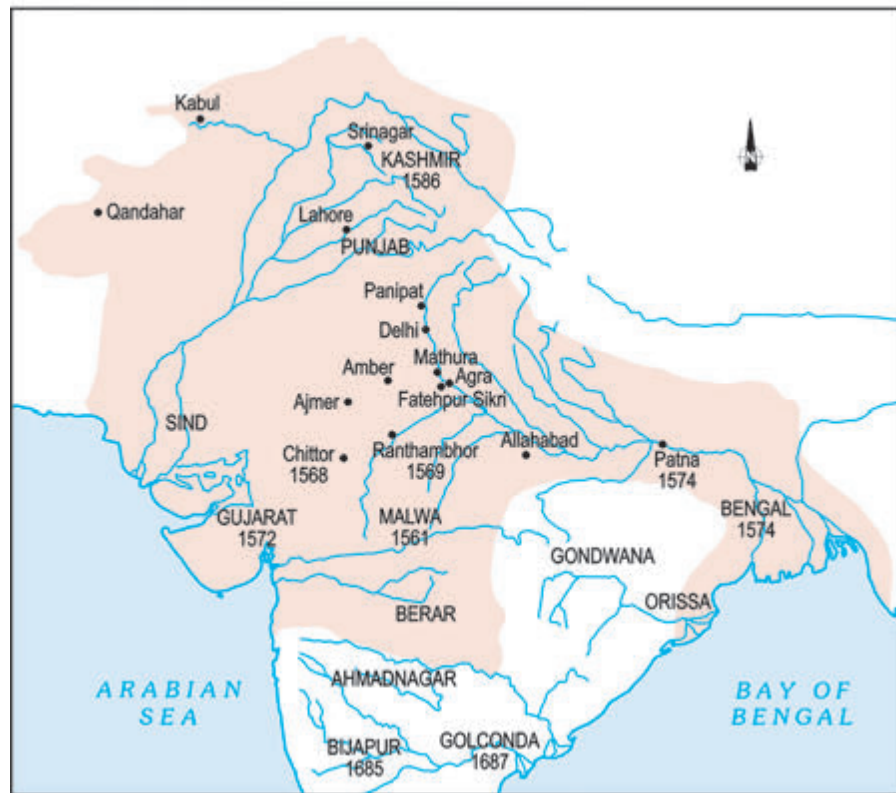 Kabul
Srinagar
KASHMIR
1586
Qandahar
Lahore
PUNJAB
Panipat
Delhi
Mathura
Amber
Agra
Ajmer
Fatehpur Sikri
SIND
Ranthambhor
1569
Allahabad
Chittor
1568
Patna
1574
GUJARAT
1572
MALWA
1561
BENGAL
1574
GONDWANA
BERAR
ORISSA
ARABIAN
SEA
AHMADNAGAR
BAY OF
BENGAL
BIJAPUR
1685
GOLCONDA
1687
N